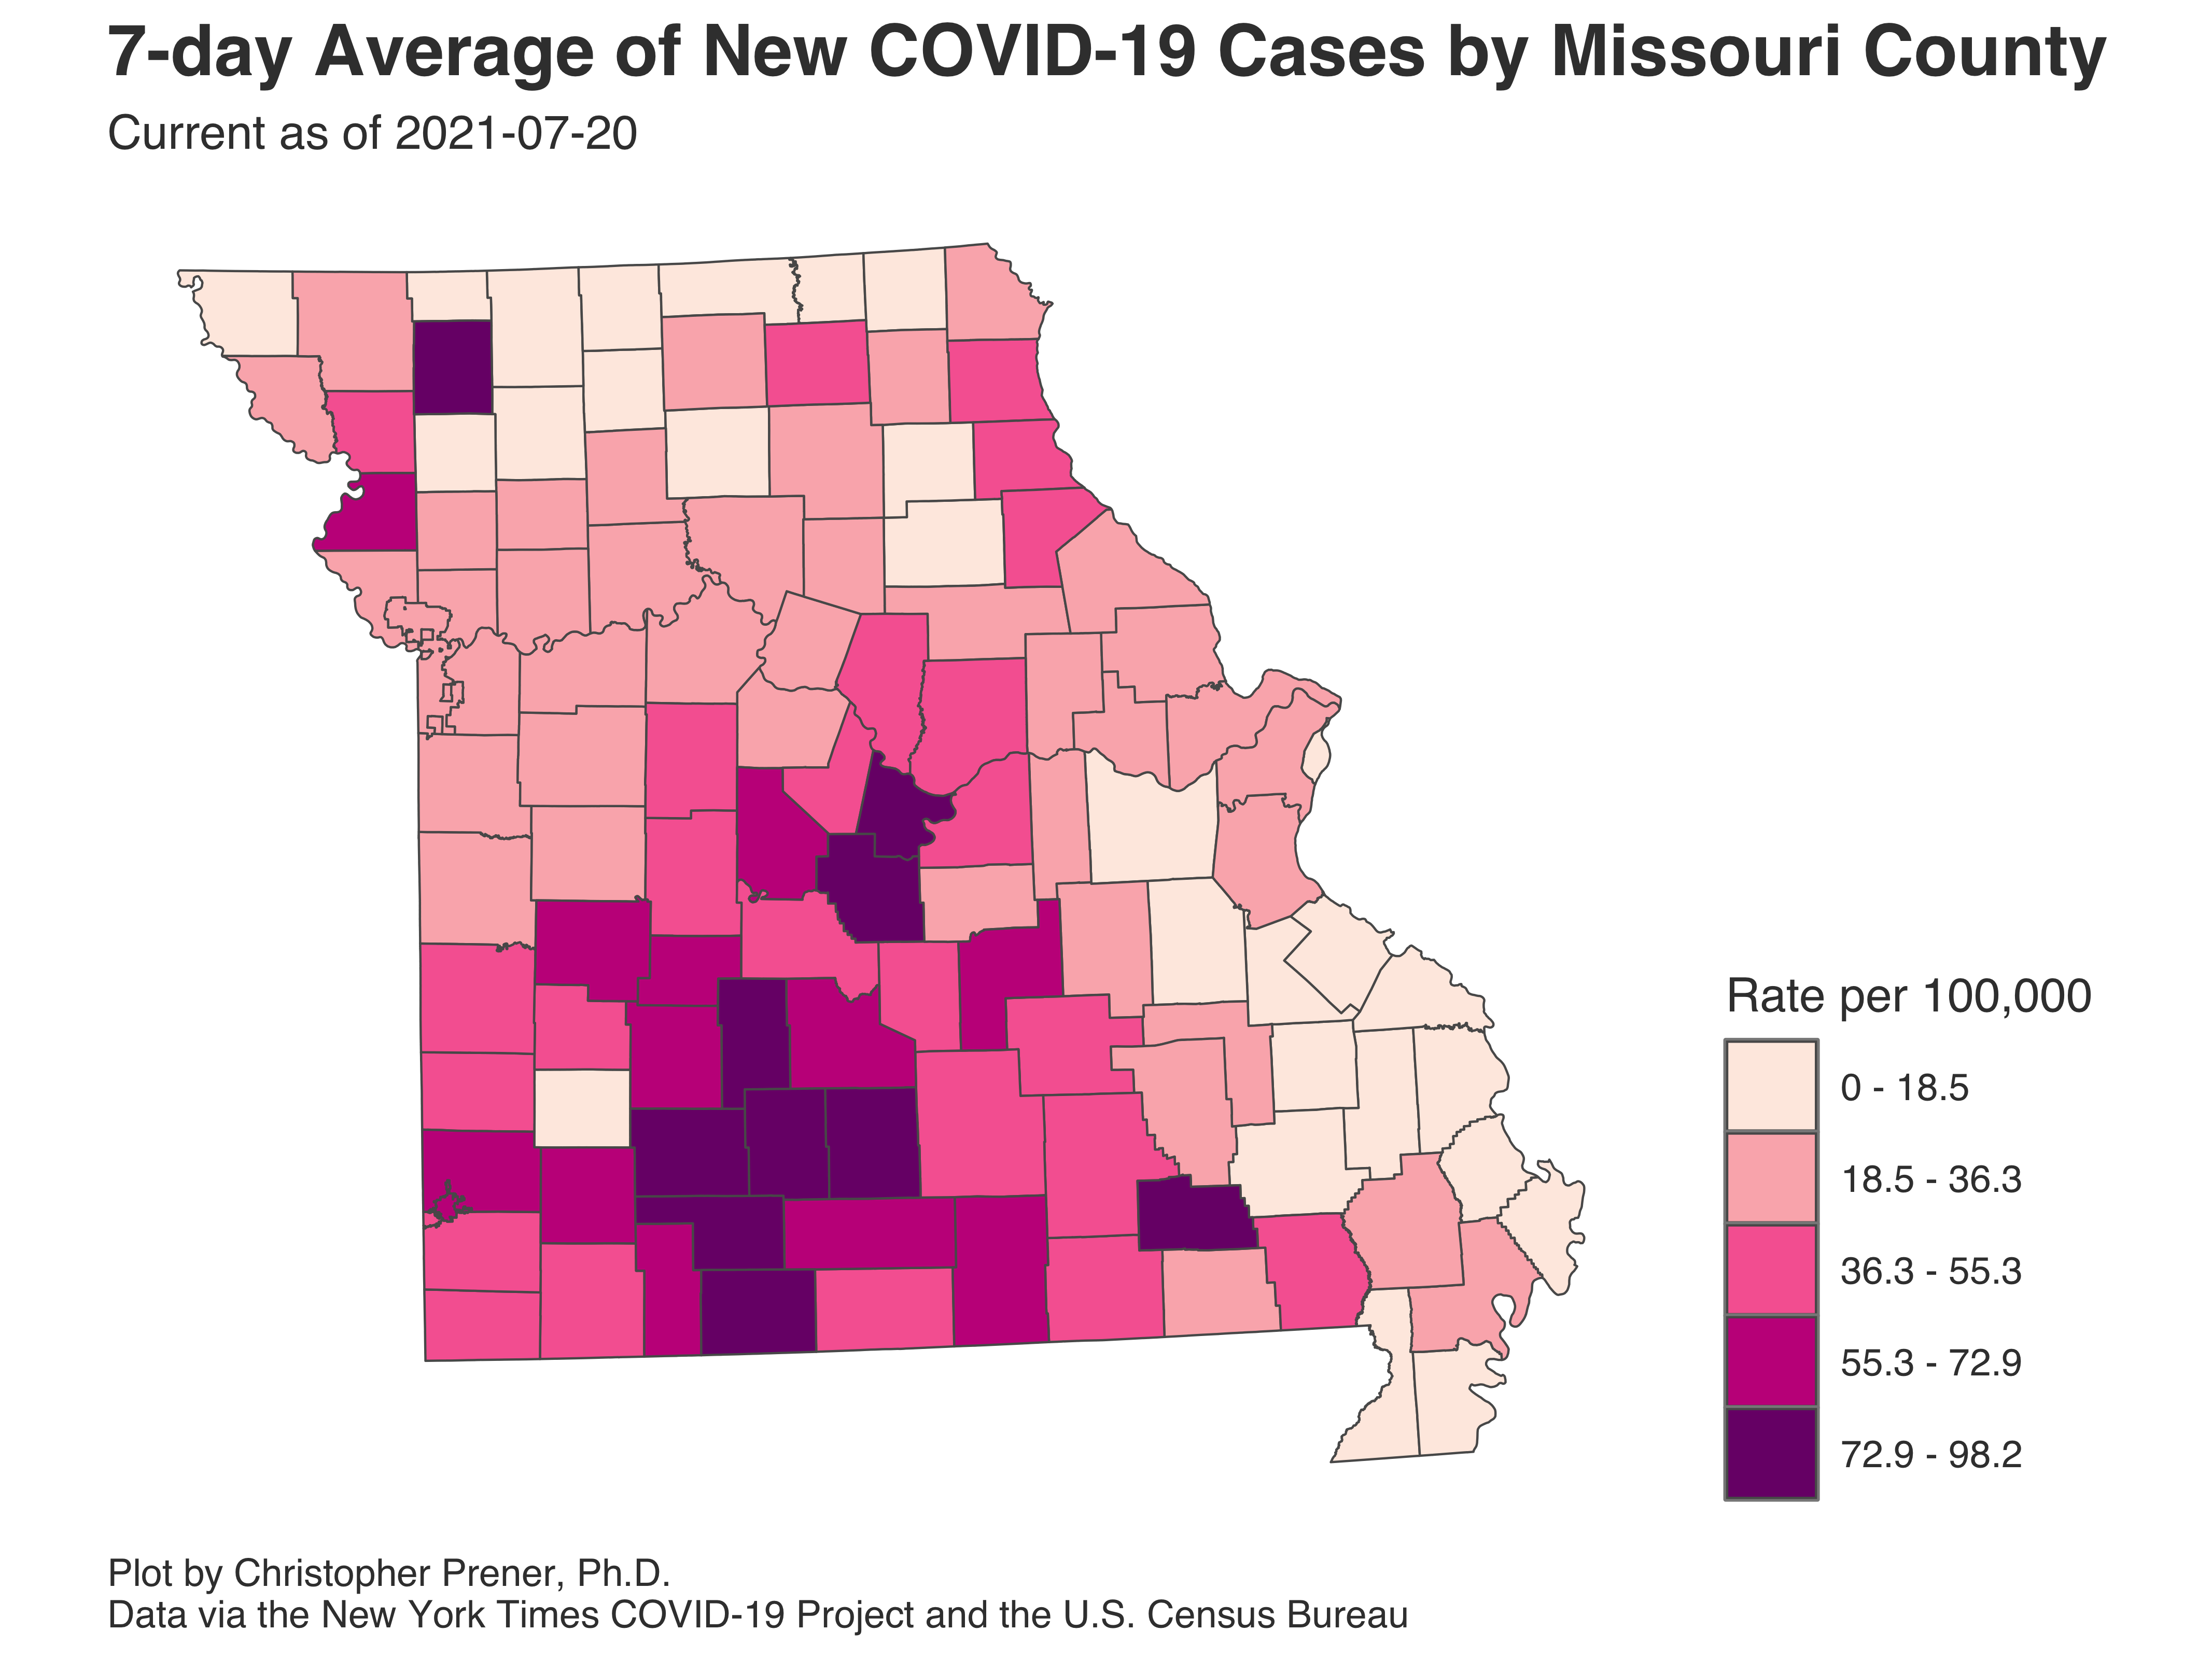 7-day Average of New COVID-19 Cases by Missouri County
Current as of 2021-07-20
Rate per 100,000
0 - 18.5
18.5 - 36.3
36.3 - 55.3
55.3 - 72.9
72.9 - 98.2
Plot by Christopher Prener, Ph.D.
Data via the New York Times COVID-19 Project and the U.S. Census Bureau